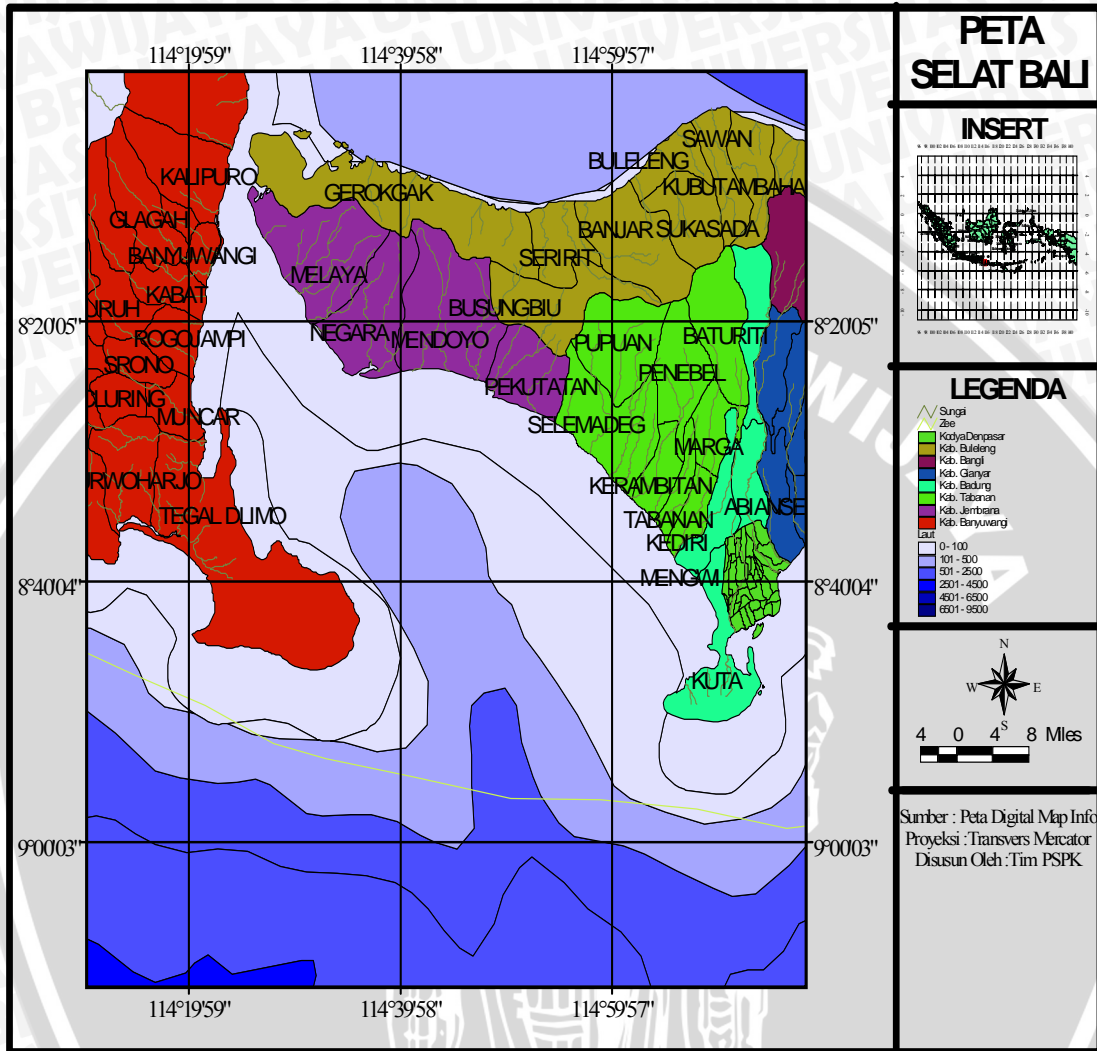 PETA
SELAT BALI
INSERT
LEGENDA
Sungai
Zee
Kodya Denpasar
Kab. Buleleng
Kab. Bangli
Kab. Gianyar
Kab. Badung
Kab. Tabanan
Kab. Jembrana
Kab. Banyuwangi
Laut
0 - 100
101 - 500
501 - 2500
2501 - 4500
4501 - 6500
6501 - 9500
N
W E
S
4 0 4 8 Miles
Sumber : Peta Digital Map Info
Proyeksi : Transvers Mercator
Disusun Oleh : Tim PSPK
114°19'59" 114°39'58" 114°59'57"
SAWAN
BULELENG
KALIPURO
GEROKGAK
KUBUTAMBAHA
GLAGAH
BANJAR SUKASADA
BANYUWANGI
SERIRIT
MELAYA
KABAT
URUH
BUSUNGBIU
8°20'05" 8°20'05"
ROGOJAMPI
NEGARA
MENDOYO
PUPUAN
BATURITI
SRONO
PENEBEL
CLURING
PEKUTATAN
MUNCAR
SELEMADEG
MARGA
URWOHARJO
KERAMBITAN
TEGAL DLIMO
TABANAN
ABIANSE
KEDIRI
MENGWI
8°40'04" 8°40'04"
KUTA
9°00'03" 9°00'03"
114°19'59" 114°39'58" 114°59'57"